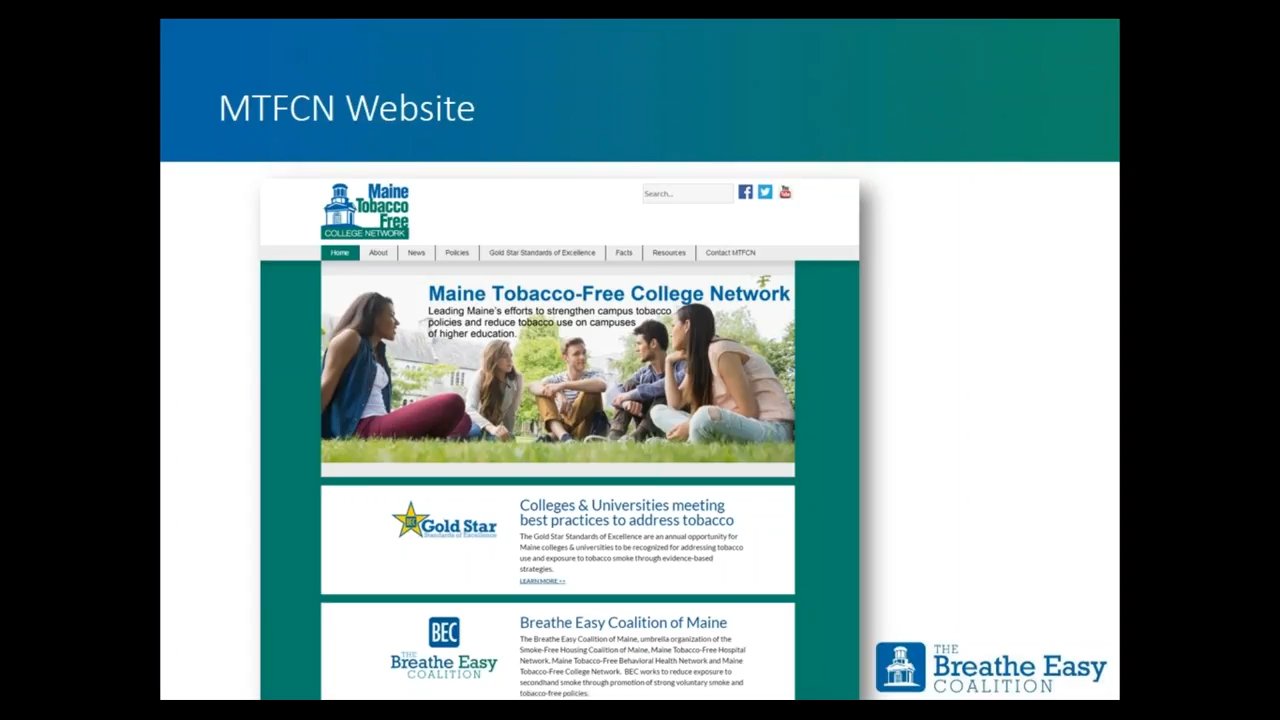 MTFCN Website
Maine
Tobacco
Free
COLLEGE NETWORK
Search...
You
Home
About
News
Policies
Gold Star Standards of Excellence
Facts
Resources
Contact MTFCN
Maine Tobacco-Free College Network
Leading Maine's efforts to strengthen campus tobacco
policies and reduce tobacco use on campuses
of higher education.
BEC
Gold Star
Standards of Excellence
Colleges & Universities meeting
best practices to address tobacco
The Gold Star Standards of Excellence are an annual opportunity for
Maine colleges & universities to be recognized for addressing tobacco
use and exposure to tobacco smoke through evidence-based
strategies.
LEARN MORE >>
BEC
THE
Breathe Easy
COALITION
Breathe Easy Coalition of Maine
The Breathe Easy Coalition of Maine, umbrella organization of the
Smoke-Free Housing Coalition of Maine, Maine Tobacco-Free Hospital
Network, Maine Tobacco-Free Behavioral Health Network and Maine
Tobacco-Free College Network. BEC works to reduce exposure to
secondhand smoke through promotion of strong voluntary smoke and
tobacco-free policies.
THE
Breathe Easy
COALITION